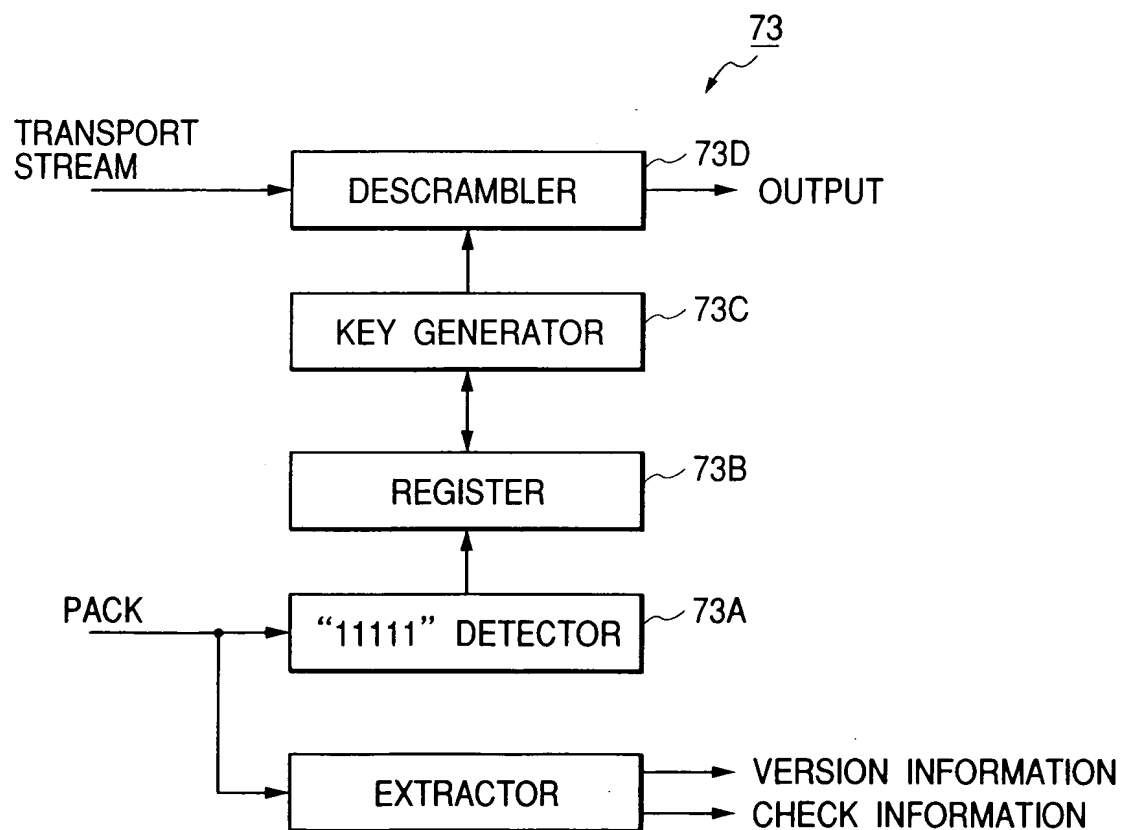 73
TRANSPORT
STREAM
DESCRAMBLER
73D
OUTPUT
KEY GENERATOR
73C
REGISTER
73B
PACK
“11111” DETECTOR
73A
EXTRACTOR
VERSION INFORMATION
CHECK INFORMATION